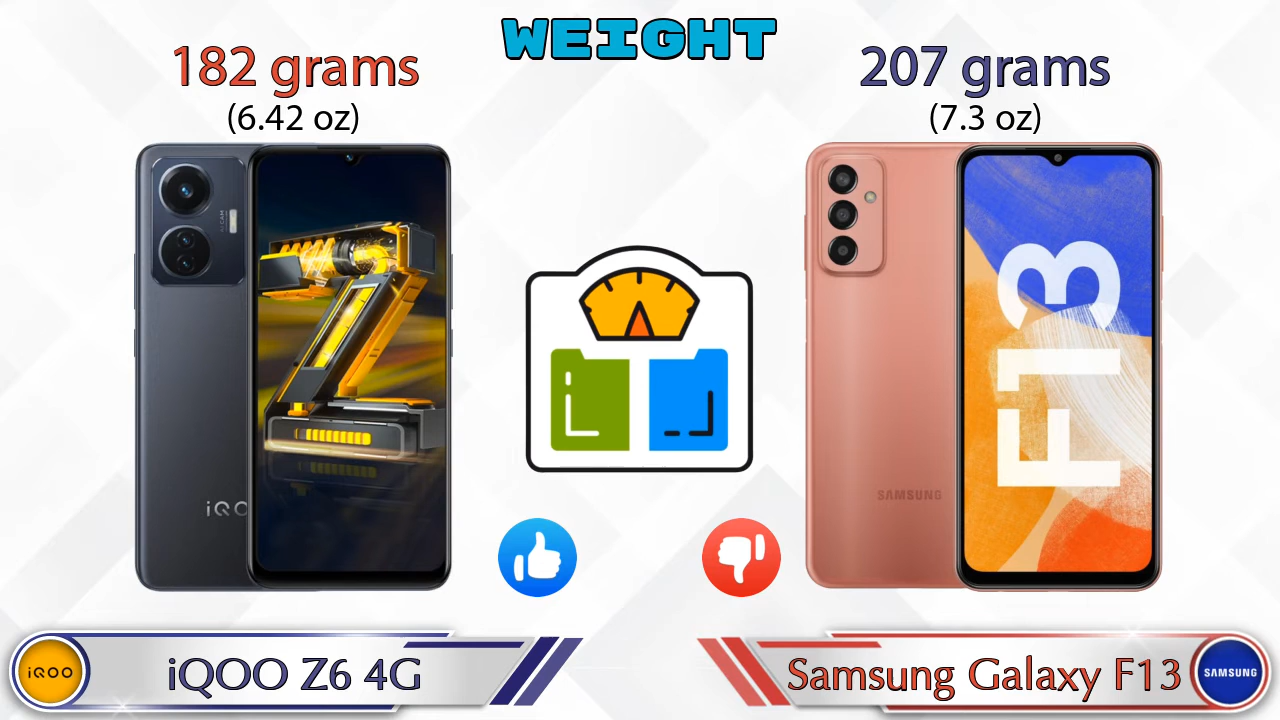 WEIGHT
182 grams
(6.42 oz)
207 grams
(7.3 oz)
iQO
SAMSUNG
F13
iQOO
iQOO Z6 4G
Samsung Galaxy F13
SAMSUNG